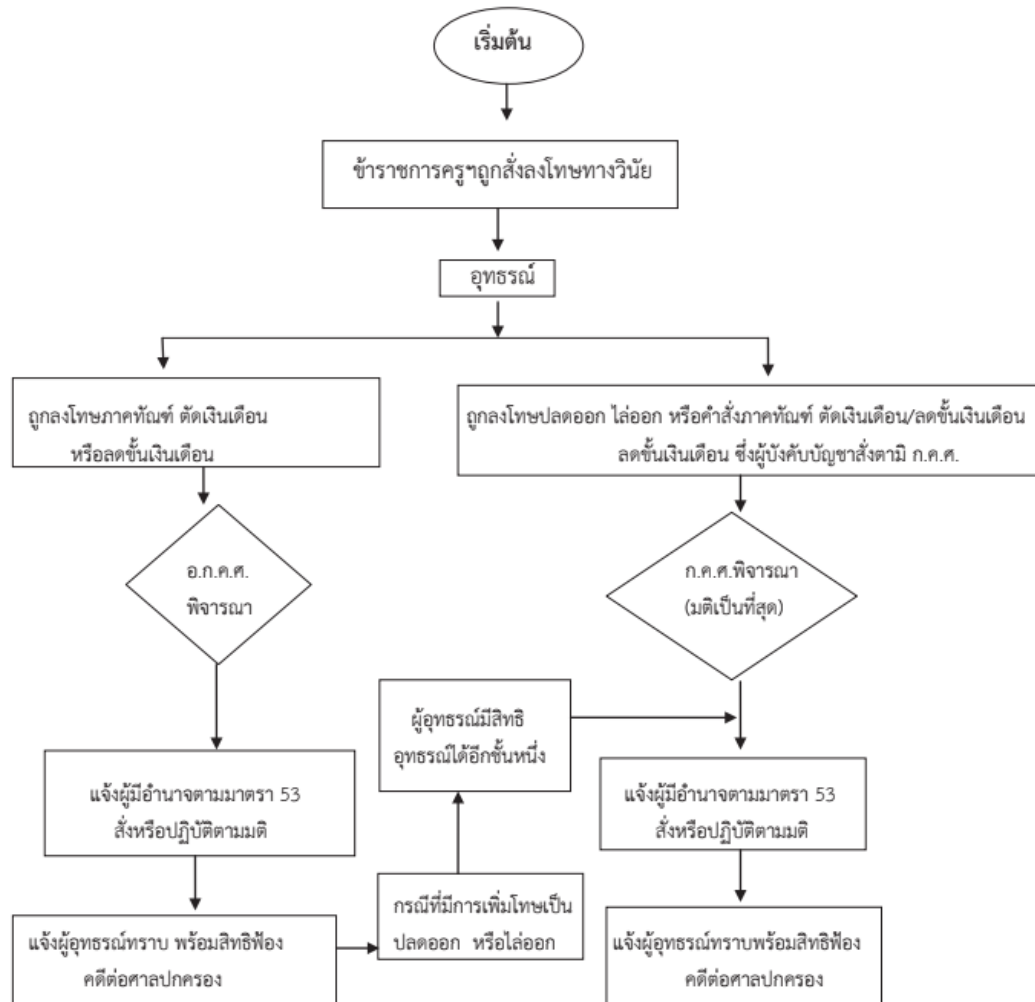 เริ่มต้น
ข้าราชการครูฯถูกสั่งลงโทษทางวินัย
อุทธรณ์
ถูกลงโทษภาคทัณฑ์ ตัดเงินเดือน
หรือลดขั้นเงินเดือน
ถูกลงโทษปลดออก ไล่ออก หรือคำสั่งภาคทัณฑ์ ตัดเงินเดือน/ลดขั้นเงินเดือน
ลดขั้นเงินเดือน ซึ่งผู้บังคับบัญชาสั่งตามิ ก.ค.ศ.
อ.ก.ค.ศ.
พิจารณา
ก.ค.ศ.พิจารณา
(มติเป็นที่สุด)
ผู้อุทธรณ์มีสิทธิ
อุทธรณ์ได้อีกชั้นหนึ่ง
แจ้งผู้มีอำนาจตามมาตรา 53
สั่งหรือปฏิบัติตามมติ
แจ้งผู้มีอำนาจตามมาตรา 53
สั่งหรือปฏิบัติตามมติ
แจ้งผู้อุทธรณ์ทราบ พร้อมสิทธิฟ้อง
คดีต่อศาลปกครอง
กรณีที่มีการเพิ่มโทษเป็น
ปลดออก หรือไล่ออก
แจ้งผู้อุทธรณ์ทราบพร้อมสิทธิฟ้อง
คดีต่อศาลปกครอง